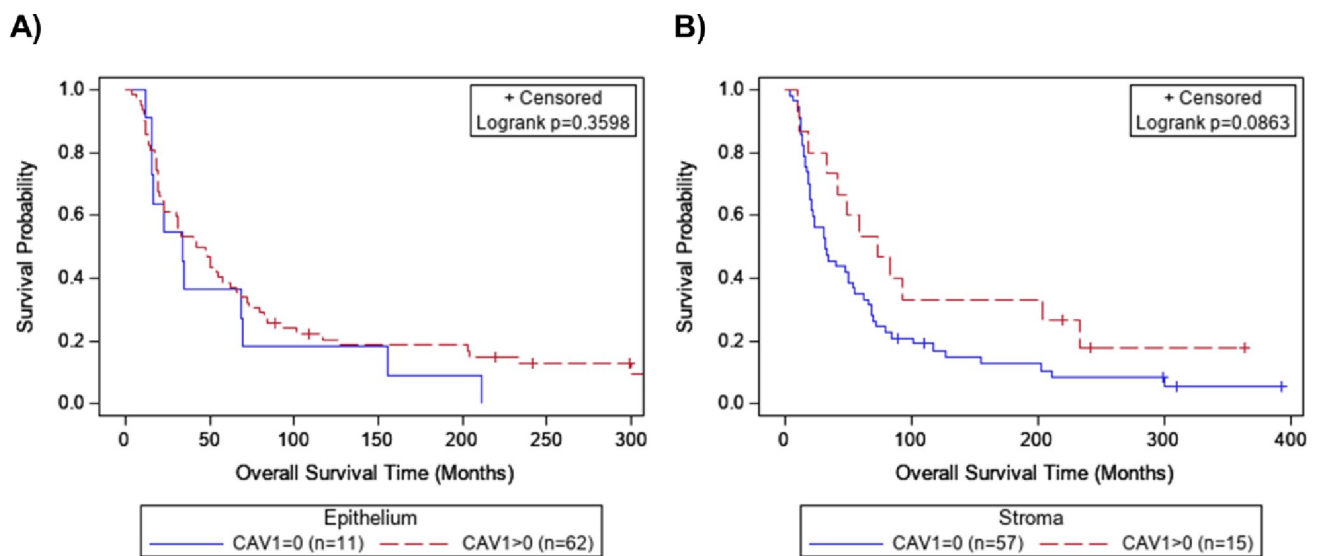 A)
B)
1.0
0.8
0.6
0.4
0.2
0.0
Survival Probability
+ Censored
Logrank p=0.3598
0 50 100 150 200 250 300
Overall Survival Time (Months)
Epithelium
CAV1=0 (n=11) CAV1>0 (n=62)
1.0
0.8
0.6
0.4
0.2
0.0
Survival Probability
+ Censored
Logrank p=0.0863
0 100 200 300 400
Overall Survival Time (Months)
Stroma
CAV1=0 (n=57) CAV1>0 (n=15)